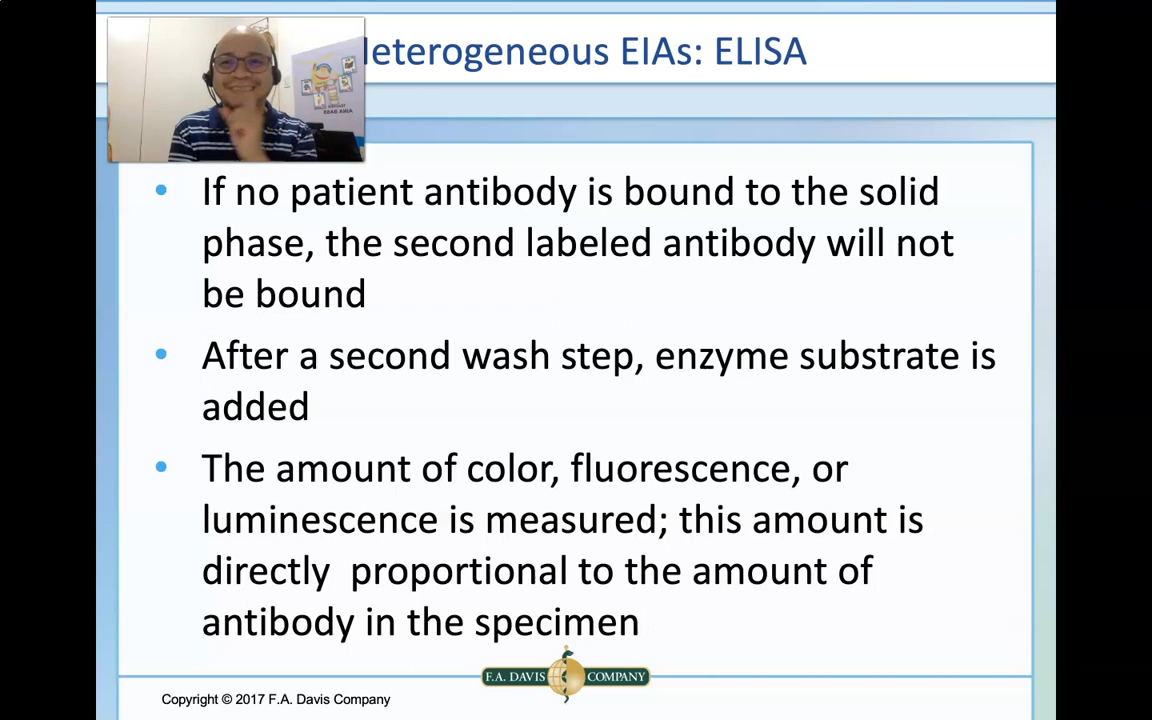 Heterogeneous EIAs: ELISA
• If no patient antibody is bound to the solid
phase, the second labeled antibody will not
be bound
• After a second wash step, enzyme substrate is
added
• The amount of color, fluorescence, or
luminescence is measured; this amount is
directly proportional to the amount of
antibody in the specimen
F.A. DAVIS COMPANY
Copyright © 2017 F.A. Davis Company